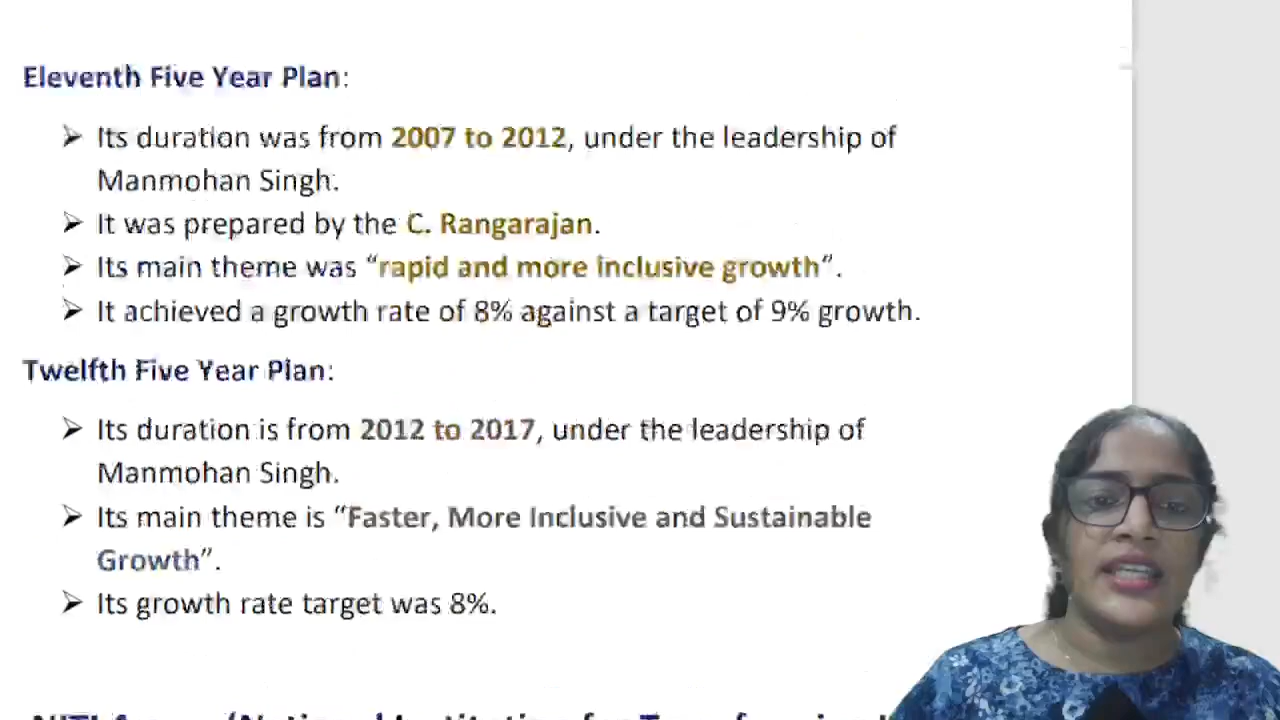 Eleventh Five Year Plan:
➢ Its duration was from 2007 to 2012, under the leadership of
Manmohan Singh.
➢ It was prepared by the C. Rangarajan.
➢ Its main theme was “rapid and more inclusive growth”.
➢ It achieved a growth rate of 8% against a target of 9% growth.
Twelfth Five Year Plan:
➢ Its duration is from 2012 to 2017, under the leadership of
Manmohan Singh.
➢ Its main theme is “Faster, More Inclusive and Sustainable
Growth”.
➢ Its growth rate target was 8%.